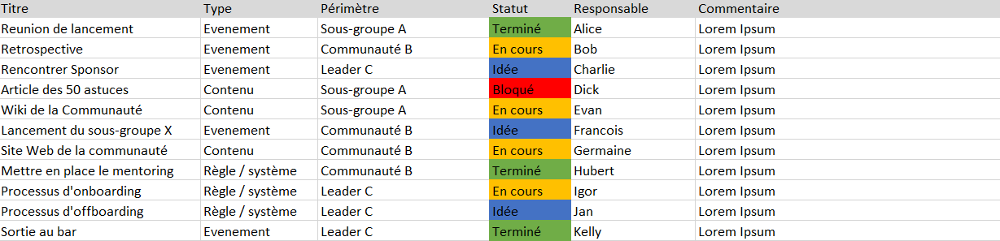 Titre Type Périmètre Statut Responsable Commentaire
Reunion de lancement Evenement Sous-groupe A Terminé Alice Lorem Ipsum
Retrospective Evenement Communauté B En cours Bob Lorem Ipsum
Rencontrer Sponsor Evenement Leader C Idée Charlie Lorem Ipsum
Article des 50 astuces Contenu Sous-groupe A Bloqué Dick Lorem Ipsum
Wiki de la Communauté Contenu Sous-groupe A En cours Evan Lorem Ipsum
Lancement du sous-groupe X Evenement Communauté B Idée Francois Lorem Ipsum
Site Web de la communauté Contenu Communauté B En cours Germaine Lorem Ipsum
Mettre en place le mentoring Règle / système Communauté B Terminé Hubert Lorem Ipsum
Processus d'onboarding Règle / système Leader C En cours Igor Lorem Ipsum
Processus d'offboarding Règle / système Leader C Idée Jan Lorem Ipsum
Sortie au bar Evenement Leader C Terminé Kelly Lorem Ipsum